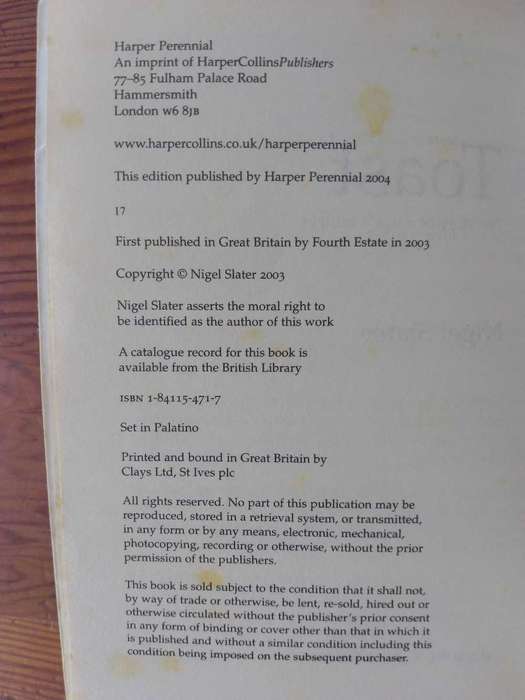 Harper Perennial
An imprint of HarperCollinsPublishers
77–85 Fulham Palace Road
Hammersmith
London W6 8JB
www.harpercollins.co.uk/harperperennial
This edition published by Harper Perennial 2004
17
First published in Great Britain by Fourth Estate in 2003
Copyright © Nigel Slater 2003
Nigel Slater asserts the moral right to
be identified as the author of this work
A catalogue record for this book is
available from the British Library
ISBN 1-84115-471-7
Set in Palatino
Printed and bound in Great Britain by
Clays Ltd, St Ives plc
All rights reserved. No part of this publication may be
reproduced, stored in a retrieval system, or transmitted,
in any form or by any means, electronic, mechanical,
photocopying, recording or otherwise, without the prior
permission of the publishers.
This book is sold subject to the condition that it shall not,
by way of trade or otherwise, be lent, re-sold, hired out or
otherwise circulated without the publisher's prior consent
in any form of binding or cover other than that in which it
is published and without a similar condition including this
condition being imposed on the subsequent purchaser.
Toast
Nigel Slater